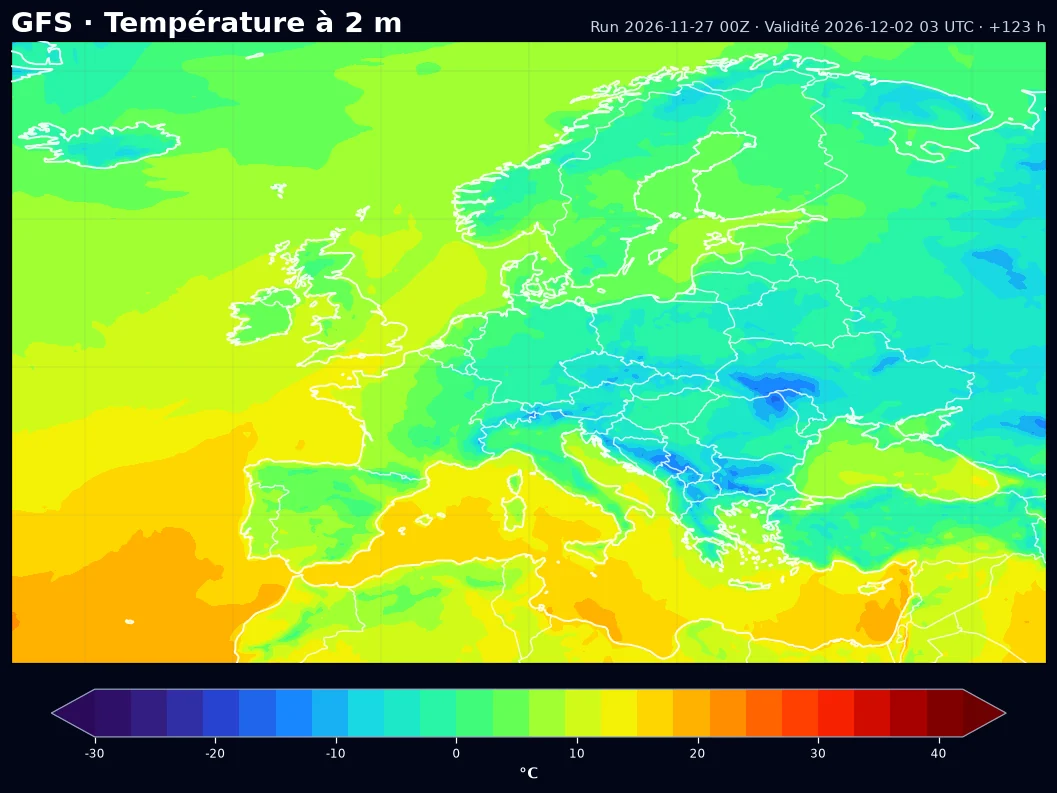 GFS · Température à 2 m
Run 2026-11-27 00Z · Validité 2026-12-02 03 UTC · +123 h
-30 -20 -10 0 10 20 30 40
°C